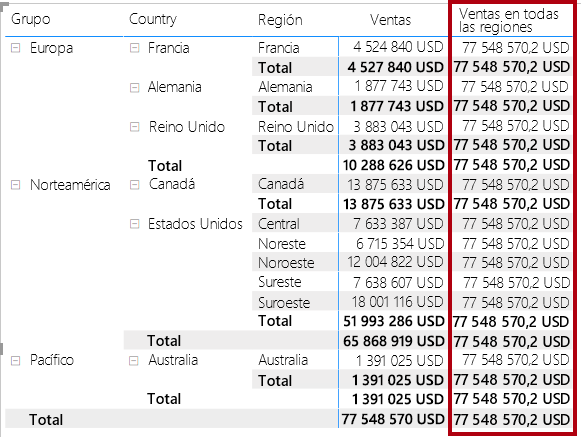 Grupo Country Región Ventas Ventas en todas
las regiones
Europa Francia Francia 4 524 840 USD 77 548 570,2 USD
Total 4 527 840 USD 77 548 570,2 USD
Alemania Alemania 1 877 743 USD 77 548 570,2 USD
Total 1 877 743 USD 77 548 570,2 USD
Reino Unido Reino Unido 3 883 043 USD 77 548 570,2 USD
Total 3 883 043 USD 77 548 570,2 USD
Total 10 288 626 USD 77 548 570,2 USD
Norteamérica Canadá Canadá 13 875 633 USD 77 548 570,2 USD
Total 13 875 633 USD 77 548 570,2 USD
Estados Unidos Central 7 633 387 USD 77 548 570,2 USD
Noreste 6 715 354 USD 77 548 570,2 USD
Noroeste 12 004 822 USD 77 548 570,2 USD
Sureste 7 638 607 USD 77 548 570,2 USD
Suroeste 18 001 116 USD 77 548 570,2 USD
Total 51 993 286 USD 77 548 570,2 USD
Total 65 868 919 USD 77 548 570,2 USD
Pacífico Australia Australia 1 391 025 USD 77 548 570,2 USD
Total 1 391 025 USD 77 548 570,2 USD
Total 1 391 025 USD 77 548 570,2 USD
Total 77 548 570 USD 77 548 570,2 USD